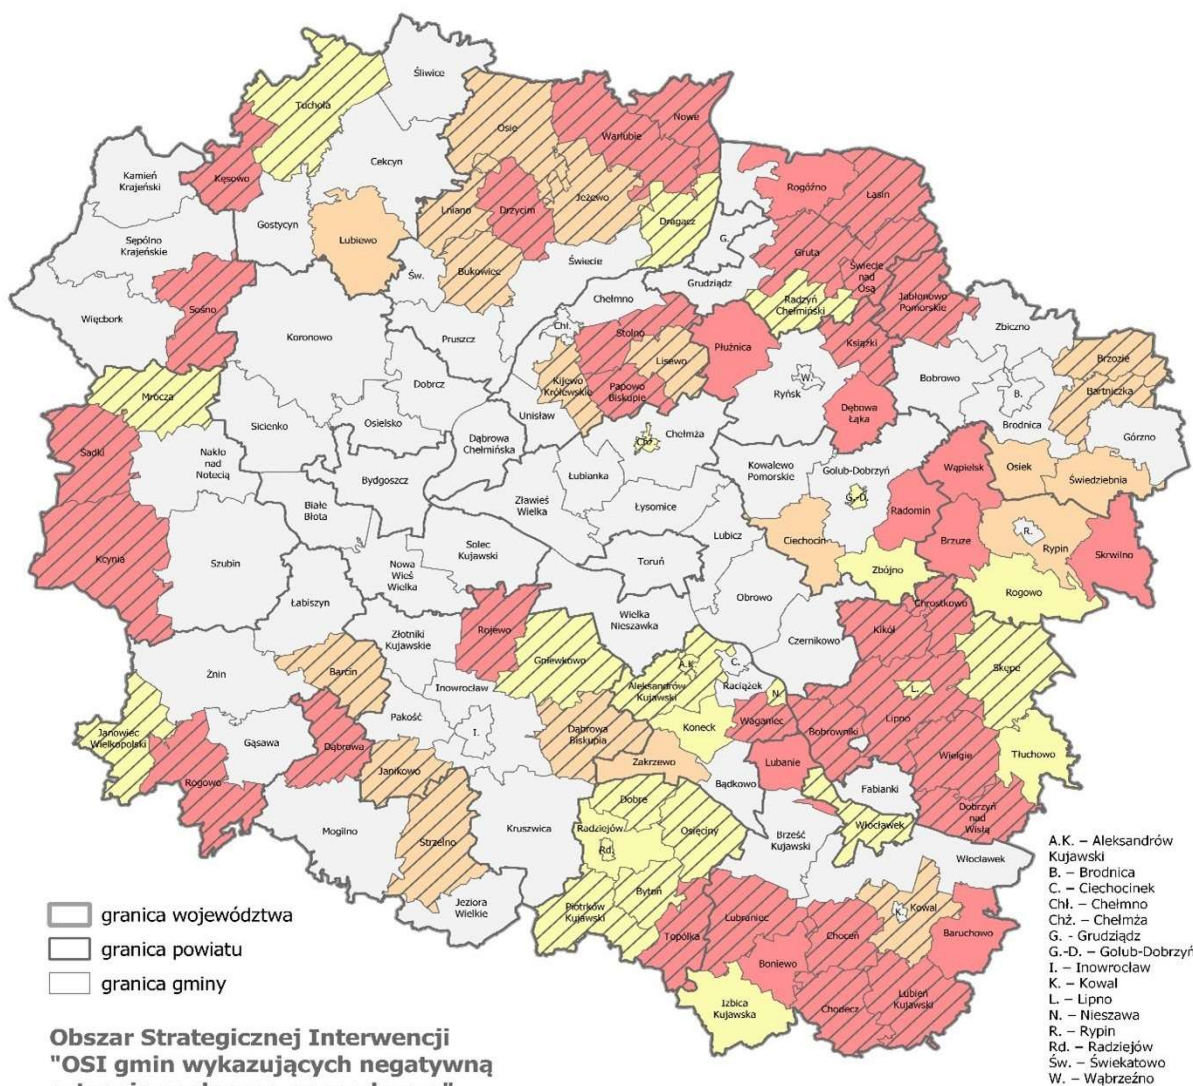 Śliwice
Tuchola
Osie
Warlubie
Nowe
Cekcyn
Kamień
Krajeński
Kęsowo
Rogóźno
Łasin
Lniano
Drzycim
Jeżewo
Dragacz
Gostycyn
Lubiewo
G.
Sępólno
Krajeńskie
Gruta
Św.
Bukowiec
Świecie
Świecie
nad
Osą
Grudziądz
Jabłonowo
Pomorskie
Radzyń
Chełmiński
Sośno
Chełmno
Więcbork
Koronowo
Chł.
Stolno
Zbiczno
Pruszcz
Płużnica
Książki
Lisewo
Brzozie
Kijewo
Królewskie
Papowo
Biskupie
W.
Ryńsk
Bobrowo
Bartniczka
B.
Dobrcz
Mrocza
Unisław
Dębowa
Łąka
Brodnica
Sicienko
Osielsko
Dąbrowa
Chełmińska
Chż.
Chełmża
Górzno
Sadki
Nakło
nad
Notecią
Kowalewo
Pomorskie
Golub-Dobrzyń
Wąpielsk
Osiek
Świedziebnia
Bydgoszcz
Łubianka
G.-D.
Zławieś
Wielka
Łysomice
Radomin
Białe
Błota
R.
Kcynia
Lubicz
Ciechocin
Brzuze
Rypin
Skrwilno
Solec
Kujawski
Szubin
Nowa
Wieś
Wielka
Toruń
Zbójno
Rogowo
Łabiszyn
Obrowo
Chrostkowo
Wielka
Nieszawka
Rojewo
Złotniki
Kujawskie
Czernikowo
Kikół
Gniewkowo
Żnin
Barcin
A.K.
C.
Skępe
Inowrocław
Aleksandrów
Kujawski
Raciążek
N.
L.
Pakość
Janowiec
Wielkopolski
Gąsawa
Dąbrowa
I.
Dąbrowa
Biskupia
Koneck
Waganiec
Bobrowniki
Lipno
Tłuchowo
Janikowo
Zakrzewo
Lubanie
Wielgie
Rogowo
Bądkowo
Fabianki
Dobre
Dobrzyń
nad
Wisłą
Mogilno
Strzelno
Kruszwica
Radziejów
Osięciny
Brześć
Kujawski
Włocławek
Rd.
Włocławek
Bytoń
Jeziora
Wielkie
Piotrków
Kujawski
Kowal
K.
Topólka
Lubraniec
Choceń
Baruchowo
Boniewo
Izbica
Kujawska
Chodecz
Lubień
Kujawski
granica województwa
granica powiatu
granica gminy
Obszar Strategicznej Interwencji
"OSI gmin wykazujących negatywną
A.K. – Aleksandrów
Kujawski
B. – Brodnica
C. – Ciechocinek
Chł. – Chełmno
Chż. – Chełmża
G. - Grudziądz
G.-D. – Golub-Dobrzyń
I. – Inowrocław
K. – Kowal
L. – Lipno
N. – Nieszawa
R. – Rypin
Rd. – Radziejów
Św. – Świekatowo
W. – Wąbrzeźno